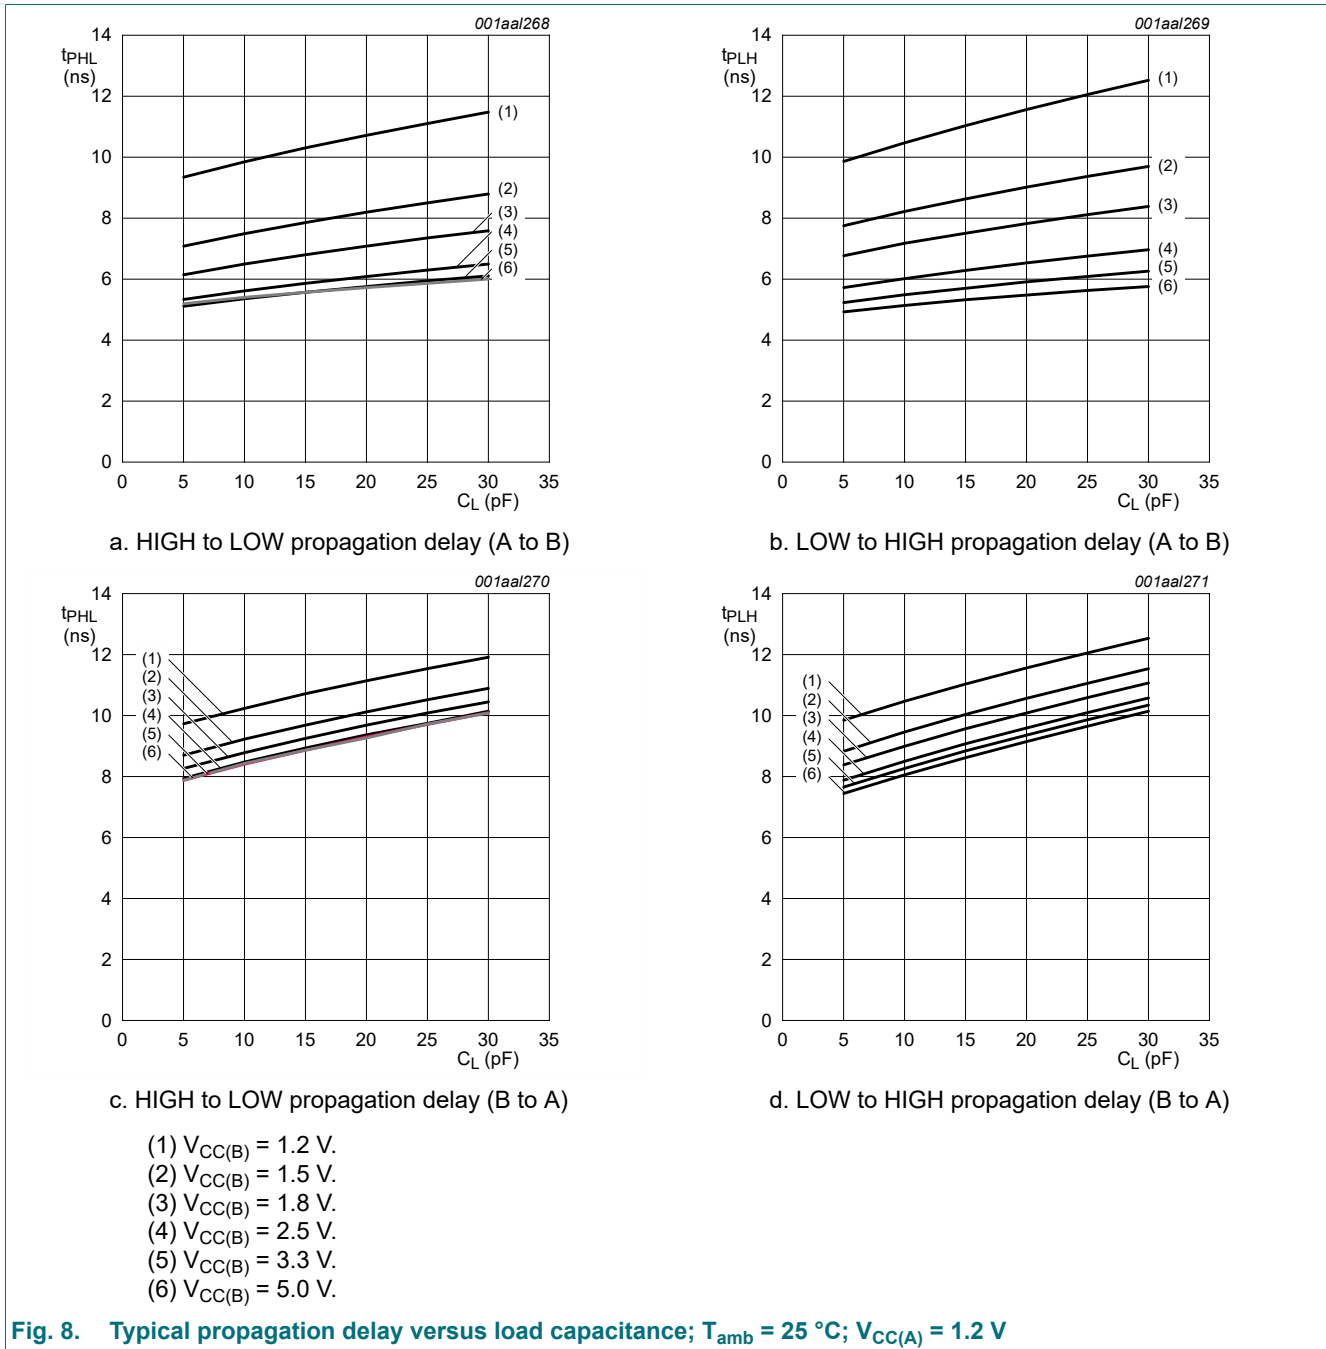 001aal268
tPHL
(ns)
14
12
10
8
6
4
2
0
0 5 10 15 20 25 30 35
CL (pF)
(1)
(2)
(3)
(4)
(5)
(6)
a. HIGH to LOW propagation delay (A to B)
001aal269
tPLH
(ns)
14
12
10
8
6
4
2
0
0 5 10 15 20 25 30 35
CL (pF)
(1)
(2)
(3)
(4)
(5)
(6)
b. LOW to HIGH propagation delay (A to B)
001aal270
tPHL
(ns)
14
12
10
8
6
4
2
0
0 5 10 15 20 25 30 35
CL (pF)
(1)
(2)
(3)
(4)
(5)
(6)
c. HIGH to LOW propagation delay (B to A)
001aal271
tPLH
(ns)
14
12
10
8
6
4
2
0
0 5 10 15 20 25 30 35
CL (pF)
(1)
(2)
(3)
(4)
(5)
(6)
d. LOW to HIGH propagation delay (B to A)
(1) VCC(B) = 1.2 V.
(2) VCC(B) = 1.5 V.
(3) VCC(B) = 1.8 V.
(4) VCC(B) = 2.5 V.
(5) VCC(B) = 3.3 V.
(6) VCC(B) = 5.0 V.
Fig. 8. Typical propagation delay versus load capacitance; Tamb = 25 °C; VCC(A) = 1.2 V